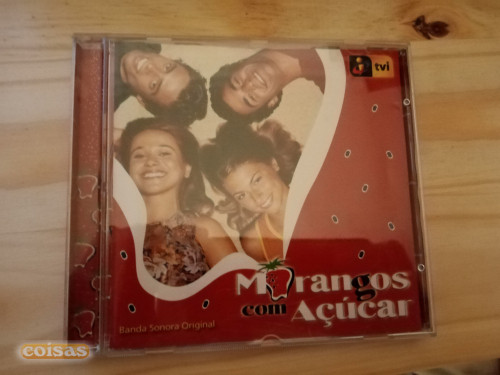 tvi
Morangos
com Açúcar
Banda Sonora Original
coisas